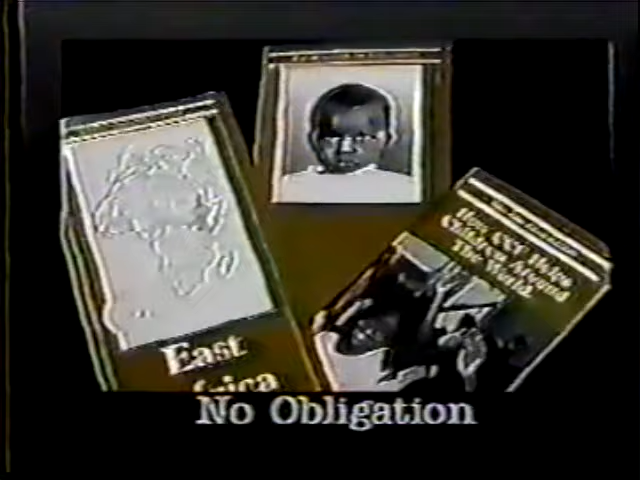 How CCF Helps
Children Around
The World
East
No Obligation